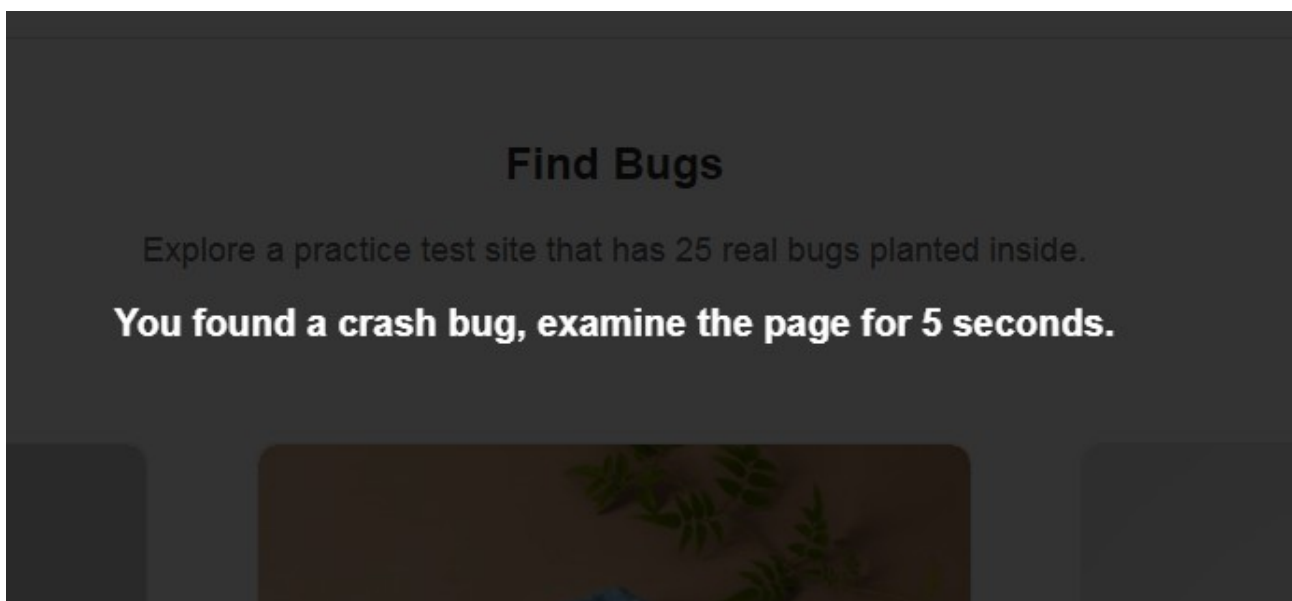 Find Bugs
Explore a practice test site that has 25 real bugs planted inside.
You found a crash bug, examine the page for 5 seconds.